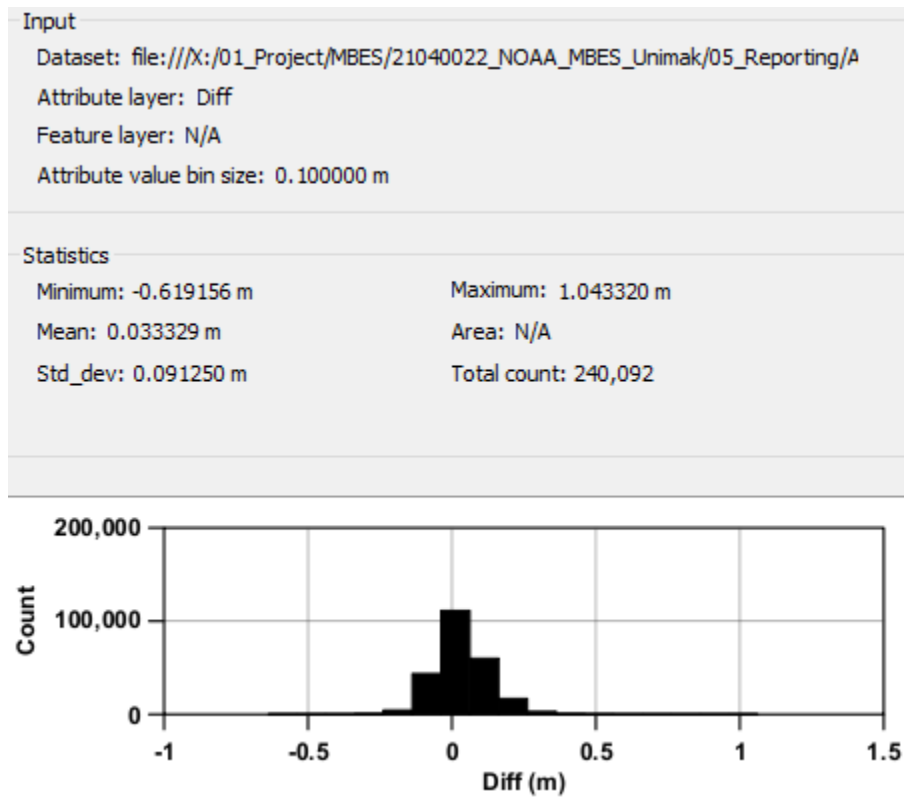 Input
Dataset: file:///X:/01_Project/MBES/21040022_NOAA_MBES_Unimak/05_Reporting/A
Attribute layer: Diff
Feature layer: N/A
Attribute value bin size: 0.100000 m
Statistics
Minimum: -0.619156 m Maximum: 1.043320 m
Mean: 0.033329 m Area: N/A
Std_dev: 0.091250 m Total count: 240,092
200,000
100,000
0
Count
-1 -0.5 0 0.5 1 1.5
Diff (m)